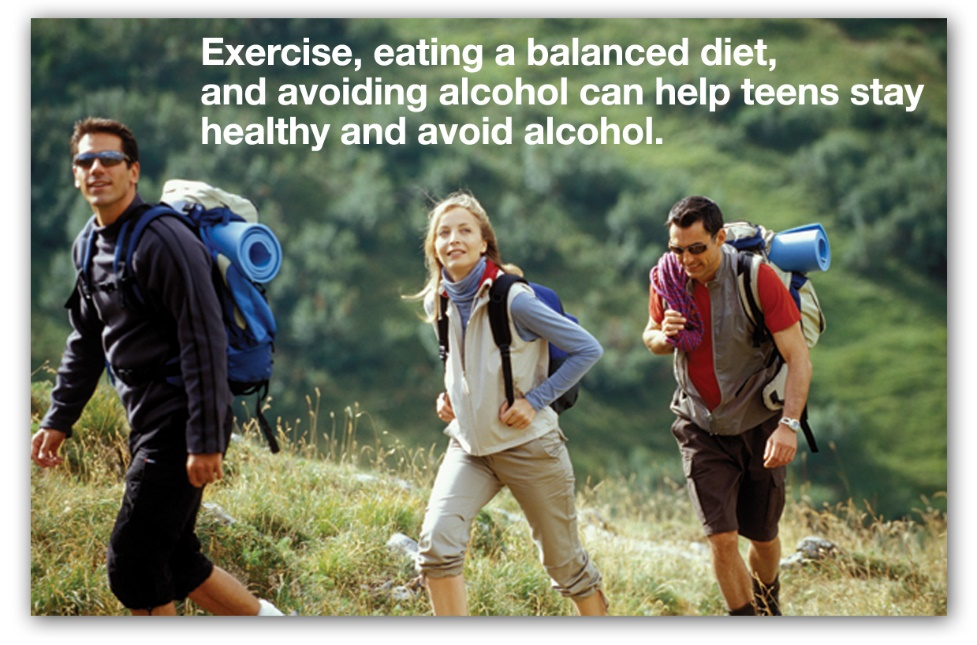 Exercise, eating a balanced diet,
and avoiding alcohol can help teens stay
healthy and avoid alcohol.